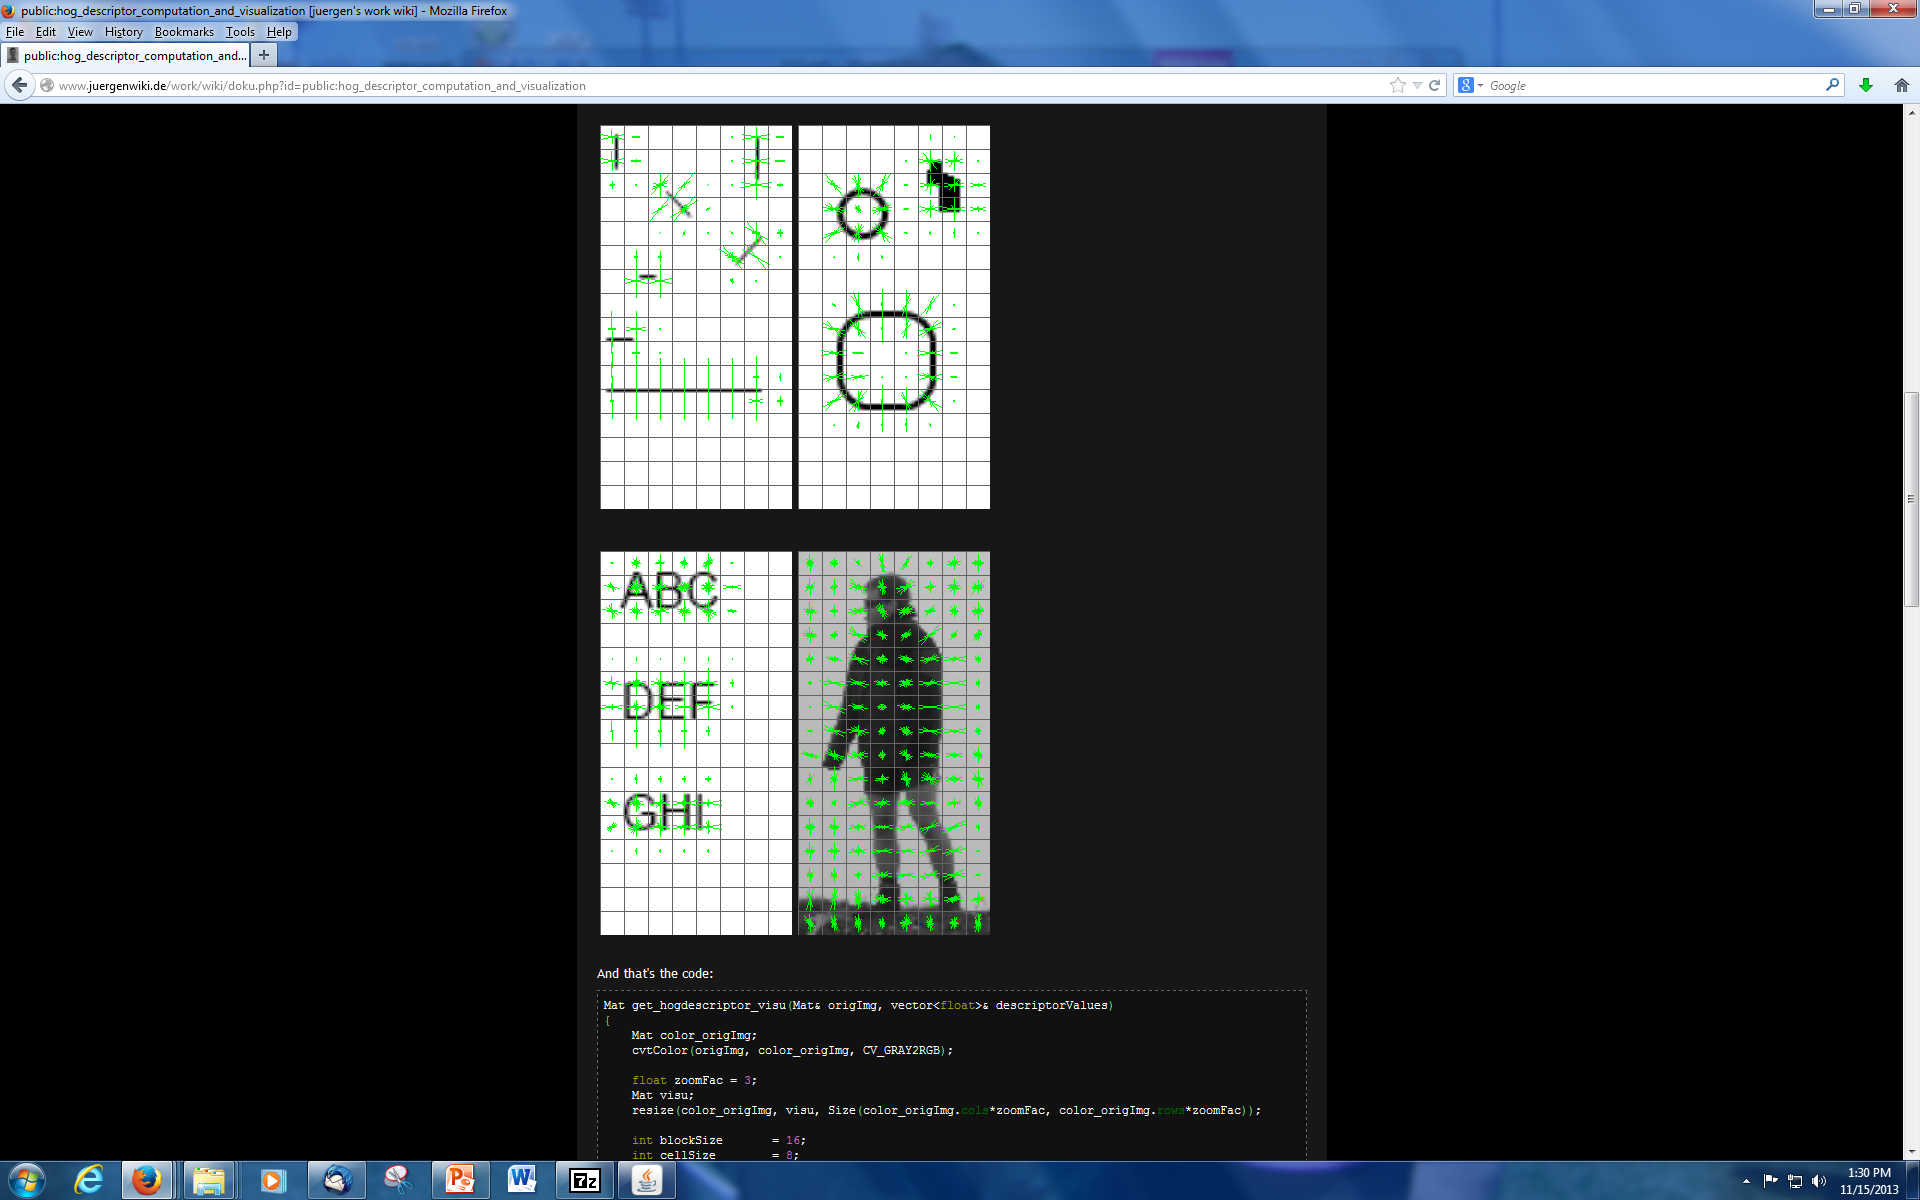 public:hog_descriptor_computation_and_visualization [juergen's work wiki] - Mozilla Firefox
File Edit View History Bookmarks Tools Help
public:hog_descriptor_computation_and... +
www.juergenwiki.de/work/wiki/doku.php?id=public:hog_descriptor_computation_and_visualization
8 Google
ABC
DEF
GHI
And that's the code:
Mat get_hogdescriptor_visu(Mat& origImg, vector<float>& descriptorValues)
{
Mat color_origImg;
cvtColor(origImg, color_origImg, CV_GRAY2RGB);
float zoomFac = 3;
Mat visu;
resize(color_origImg, visu, Size(color_origImg.cols*zoomFac, color_origImg.rows*zoomFac));
int blockSize = 16;
int cellSize = 8;
7z
1:30 PM
11/15/2013